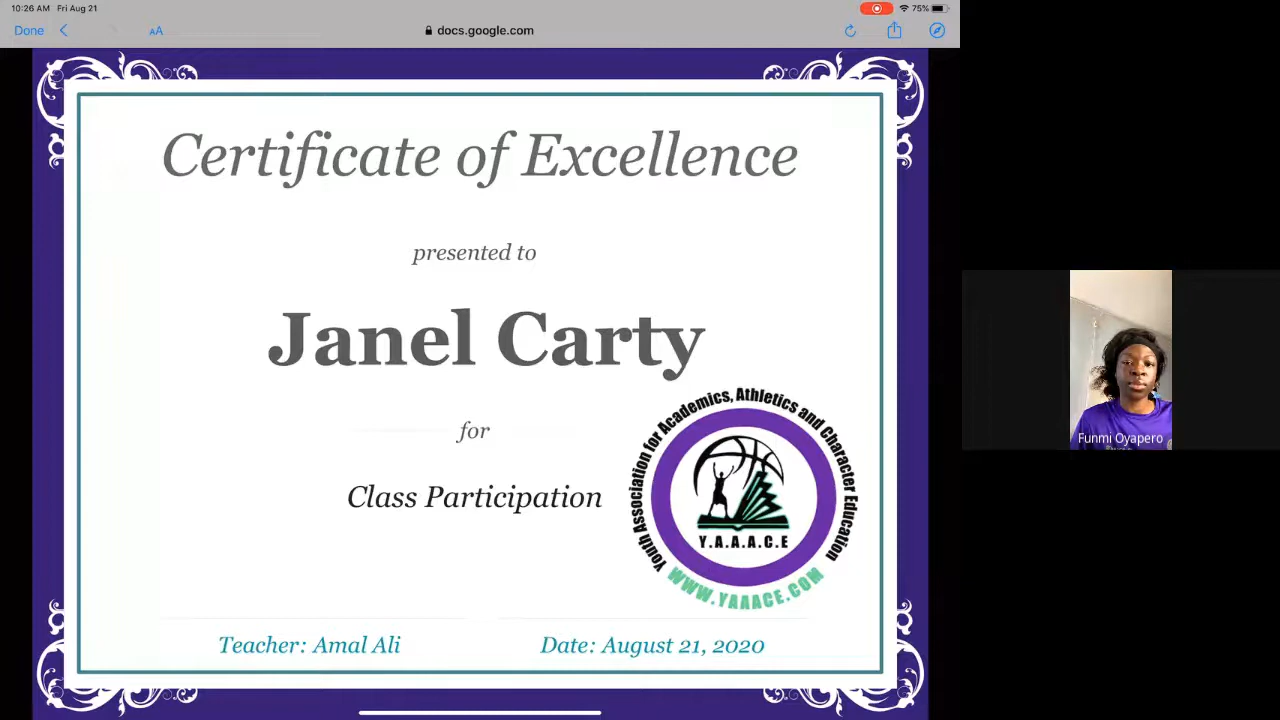 10:26 AM Fri Aug 21
75%
Done
AA
docs.google.com
Certificate of Excellence
presented to
Janel Carty
for
Class Participation
Youth Association for Academics, Athletics and Character Education
Y.A.A.A.C.E
WWW.YAAACE.COM
Teacher: Amal Ali
Date: August 21, 2020
Funmi Oyapero